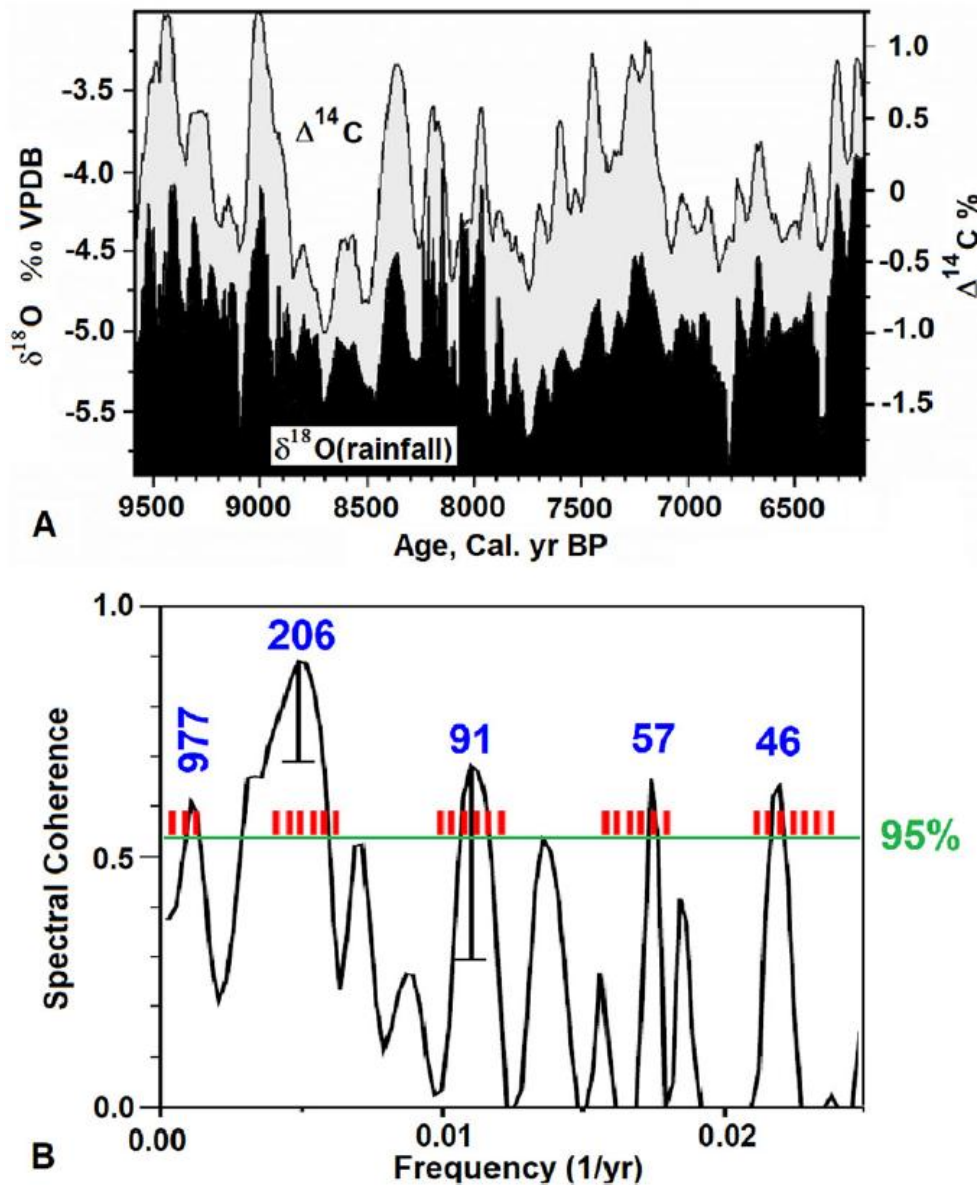 1.0
-3.5
Δ14C
0.5
-4.0
0
δ18O ‰ VPDB
-4.5
-0.5
Δ14C %
-5.0
-1.0
-5.5
-1.5
δ18O(rainfall)
9500 9000 8500 8000 7500 7000 6500
A
Age, Cal. yr BP
1.0
206
977
91
57
46
95%
0.5
Spectral Coherence
0.0
0.00 0.01 0.02
B
Frequency (1/yr)